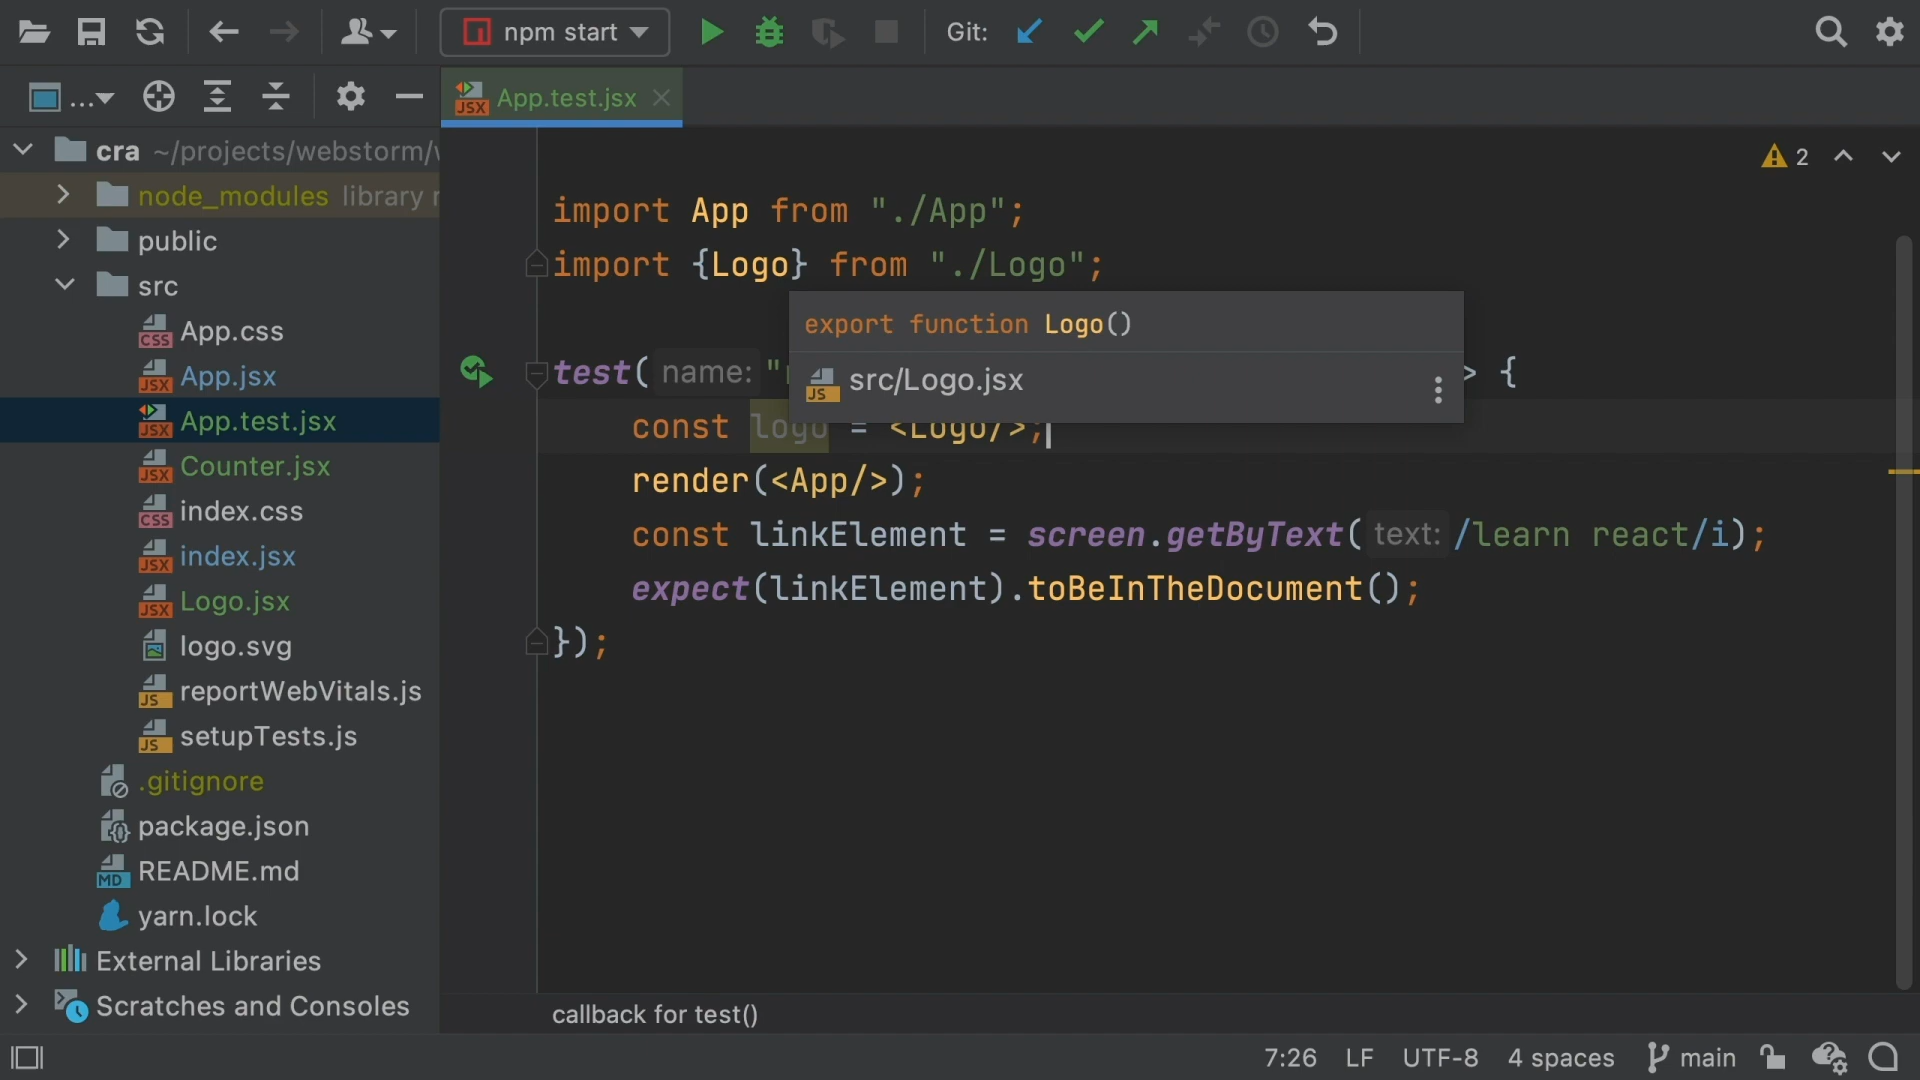 npm start
Git:
...
App.test.jsx
cra ~/projects/webstorm/
2
node_modules library
import App from "./App";
public
import {Logo} from "./Logo";
src
export function Logo()
App.css
App.jsx
test( name: " > {
src/Logo.jsx
App.test.jsx
const logo = <Logo/>;
Counter.jsx
render(<App/>);
index.css
const linkElement = screen.getByText( text: /learn react/i);
index.jsx
expect(linkElement).toBeInTheDocument();
Logo.jsx
});
logo.svg
reportWebVitals.js
setupTests.js
.gitignore
package.json
README.md
yarn.lock
External Libraries
Scratches and Consoles
callback for test()
7:26 LF UTF-8 4 spaces main